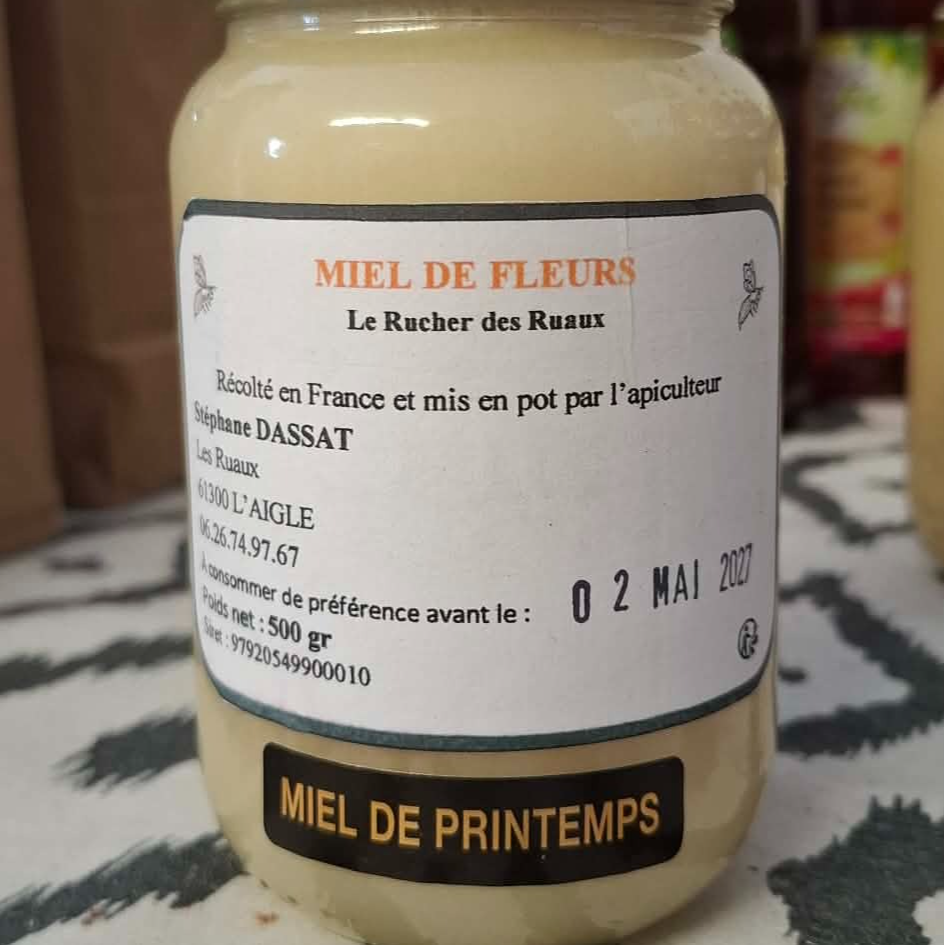 MIEL DE FLEURS
Le Rucher des Ruaux
Récolté en France et mis en pot par l'apiculteur
Stéphane DASSAT
Les Ruaux
61300 L'AIGLE
06.26.74.97.67
A consommer de préférence avant le : 0 2 MAI 2027
Poids net : 500 gr
Siret : 97920549900010
MIEL DE PRINTEMPS